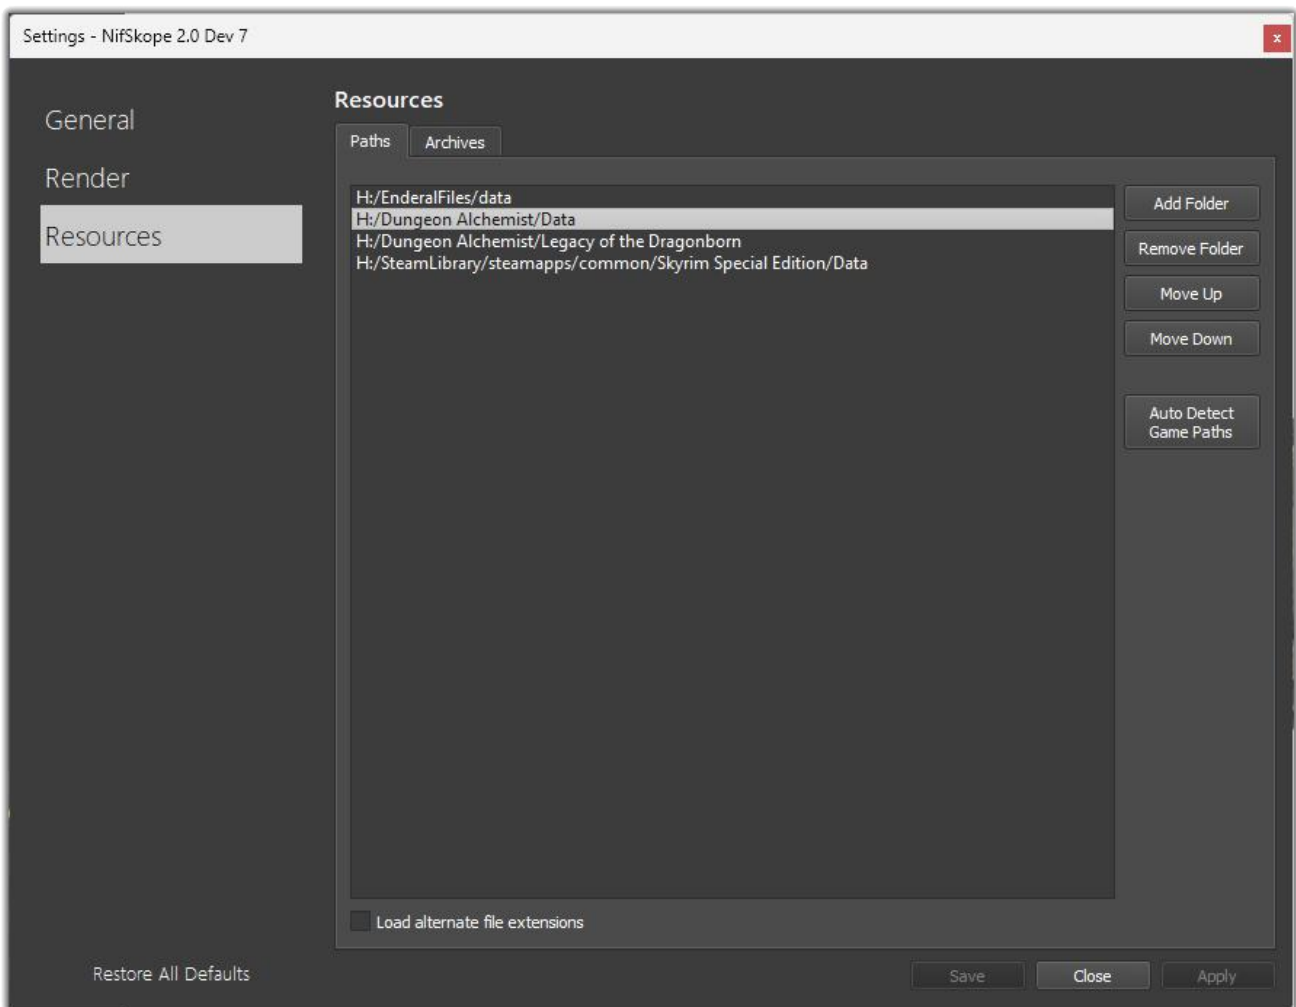 Settings - NifSkope 2.0 Dev 7
x
General
Render
Resources
Resources
Paths
Archives
H:/EnderalFiles/data
H:/Dungeon Alchemist/Data
H:/Dungeon Alchemist/Legacy of the Dragonborn
H:/SteamLibrary/steamapps/common/Skyrim Special Edition/Data
Add Folder
Remove Folder
Move Up
Move Down
Auto Detect
Game Paths
Load alternate file extensions
Restore All Defaults
Save
Close
Apply